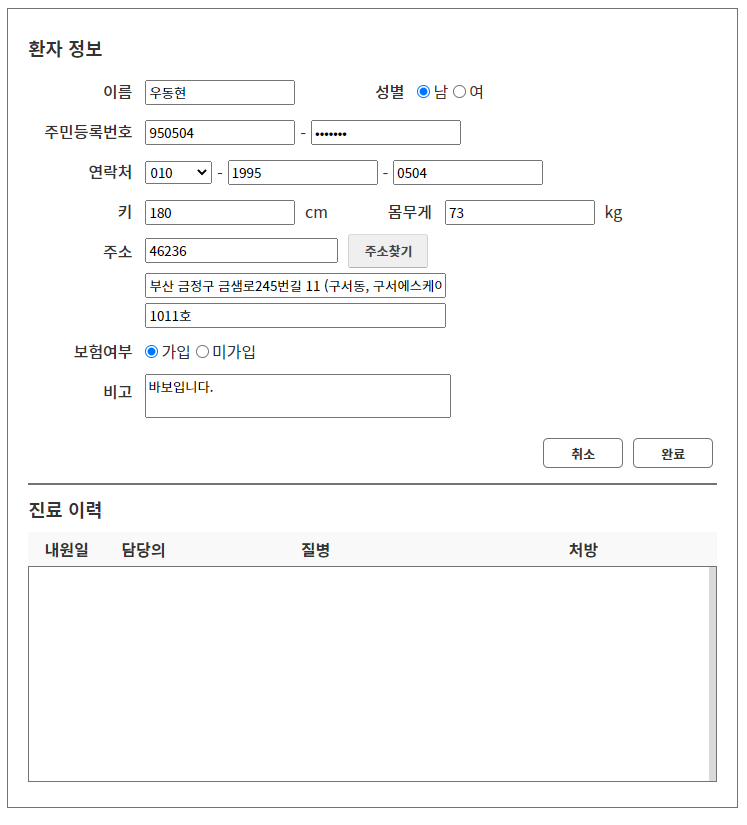 환자 정보
이름 우동현 성별 남 여
주민등록번호 950504 - •••••••
연락처 010 - 1995 - 0504
키 180 cm 몸무게 73 kg
주소 46236 주소찾기
부산 금정구 금샘로245번길 11 (구서동, 구서에스케이
1011호
보험여부 가입 미가입
비고 바보입니다.
취소 완료
진료 이력
내원일 담당의 질병 처방